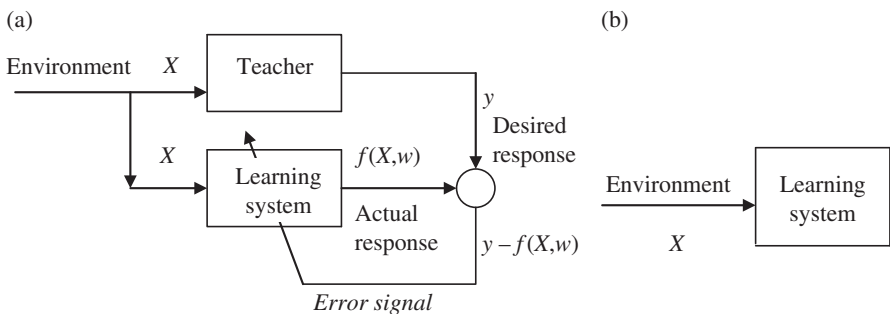 (a)
Environment
X
Teacher
y
Desired
response
X
Learning
system
f(X,w)
Actual
response
y – f(X,w)
Error signal
(b)
Environment
X
Learning
system